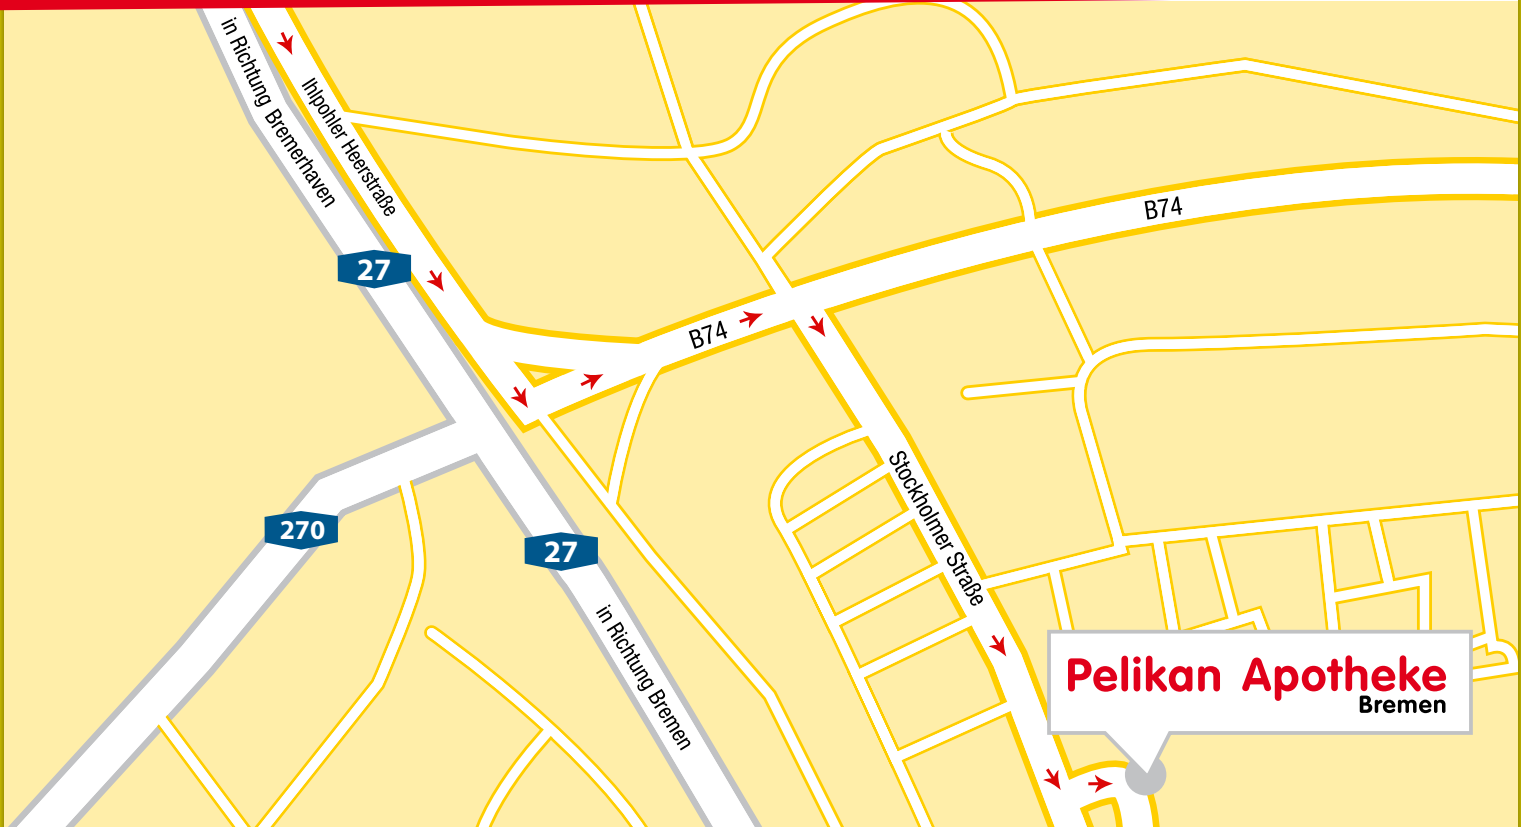 in Richtung Bremerhaven
Ihlpohler Heerstraße
27
B74
B74
Stockholmer Straße
270
27
in Richtung Bremen
Pelikan Apotheke
Bremen